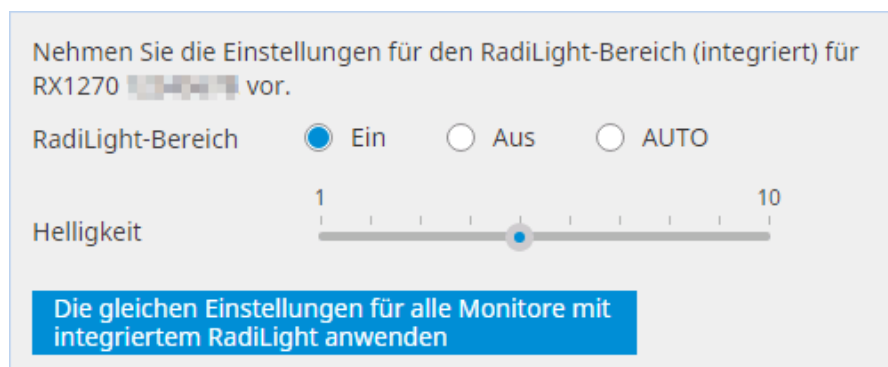 Nehmen Sie die Einstellungen für den RadiLight-Bereich (integriert) für
RX1270 vor.
RadiLight-Bereich Ein Aus AUTO
1 10
Helligkeit
Die gleichen Einstellungen für alle Monitore mit
integriertem RadiLight anwenden